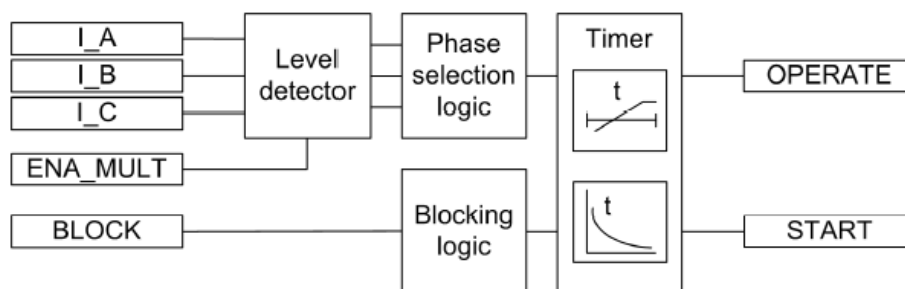 I_A
I_B
I_C
ENA_MULT
BLOCK
Level
detector
Phase
selection
logic
Blocking
logic
Timer
t
t
OPERATE
START